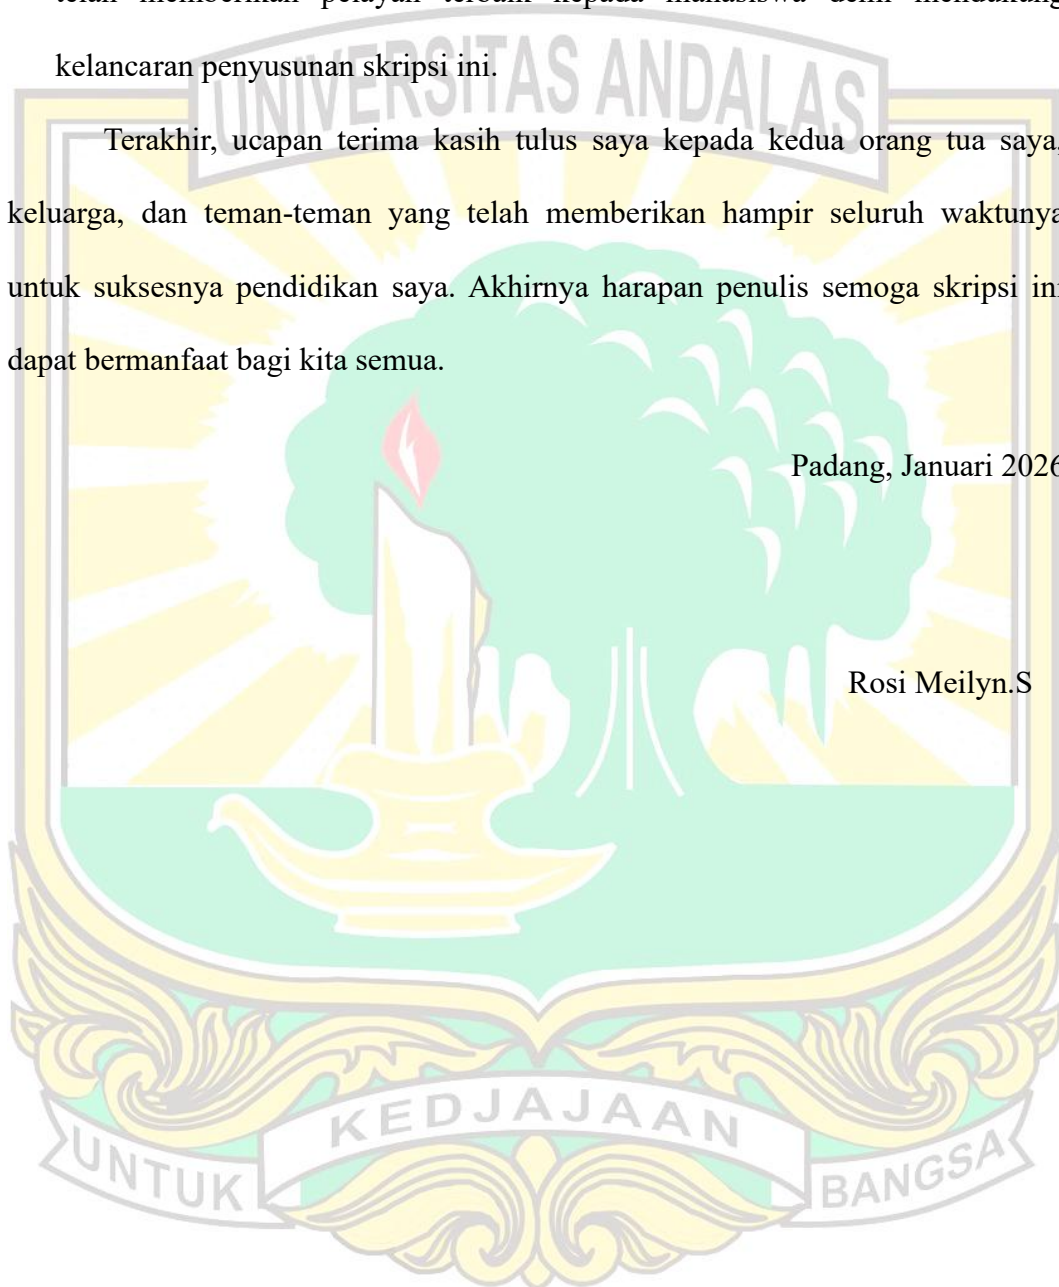 telah memberikan pelayan terbaik kepada mahasiswa demi mendukung
kelancaran penyusunan skripsi ini.
UNIVERSITAS ANDALAS
Terakhir, ucapan terima kasih tulus saya kepada kedua orang tua saya,
keluarga, dan teman-teman yang telah memberikan hampir seluruh waktunya
untuk suksesnya pendidikan saya. Akhirnya harapan penulis semoga skripsi ini
dapat bermanfaat bagi kita semua.
Padang, Januari 2026
Rosi Meilyn.S
UNTUK KEDJAJAAN BANGSA